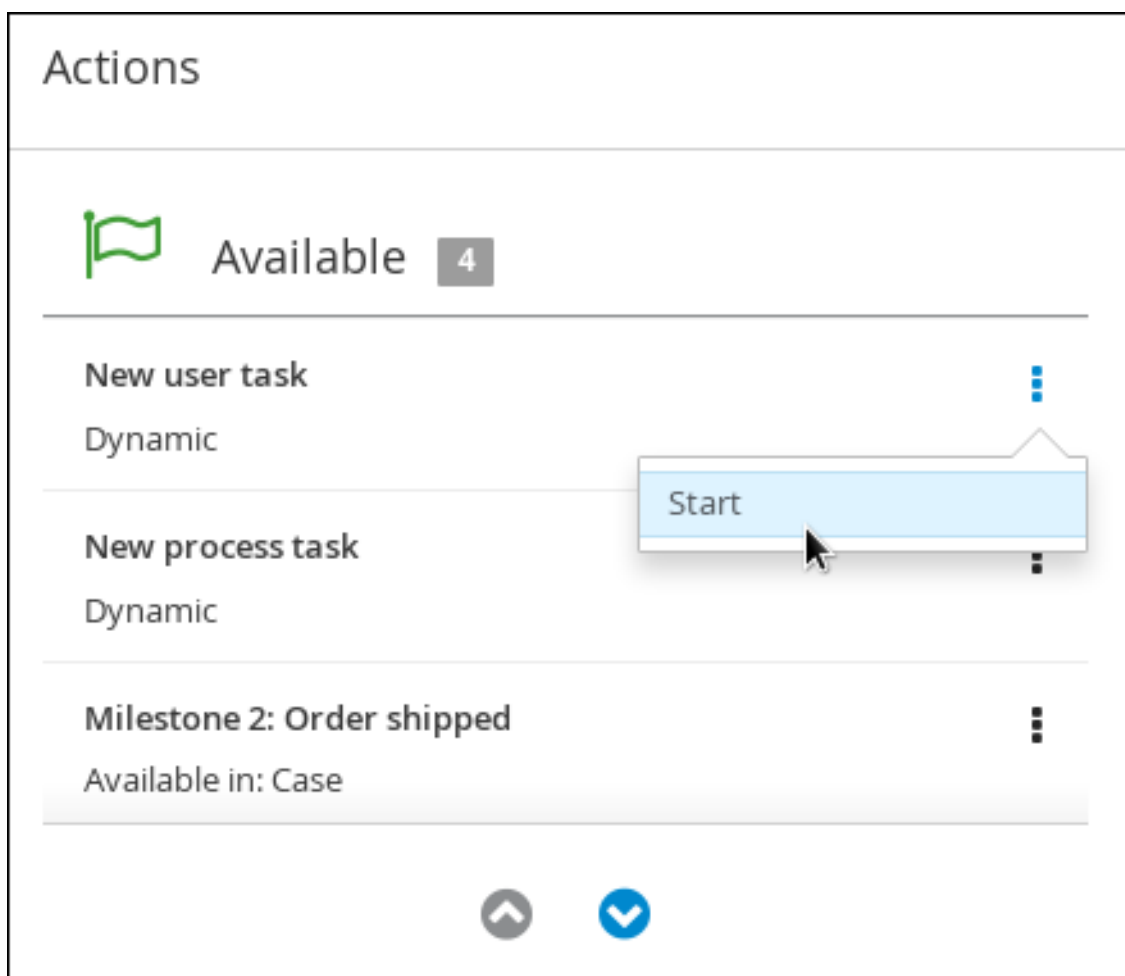 Actions
Available 4
New user task
Dynamic
Start
New process task
Dynamic
Milestone 2: Order shipped
Available in: Case